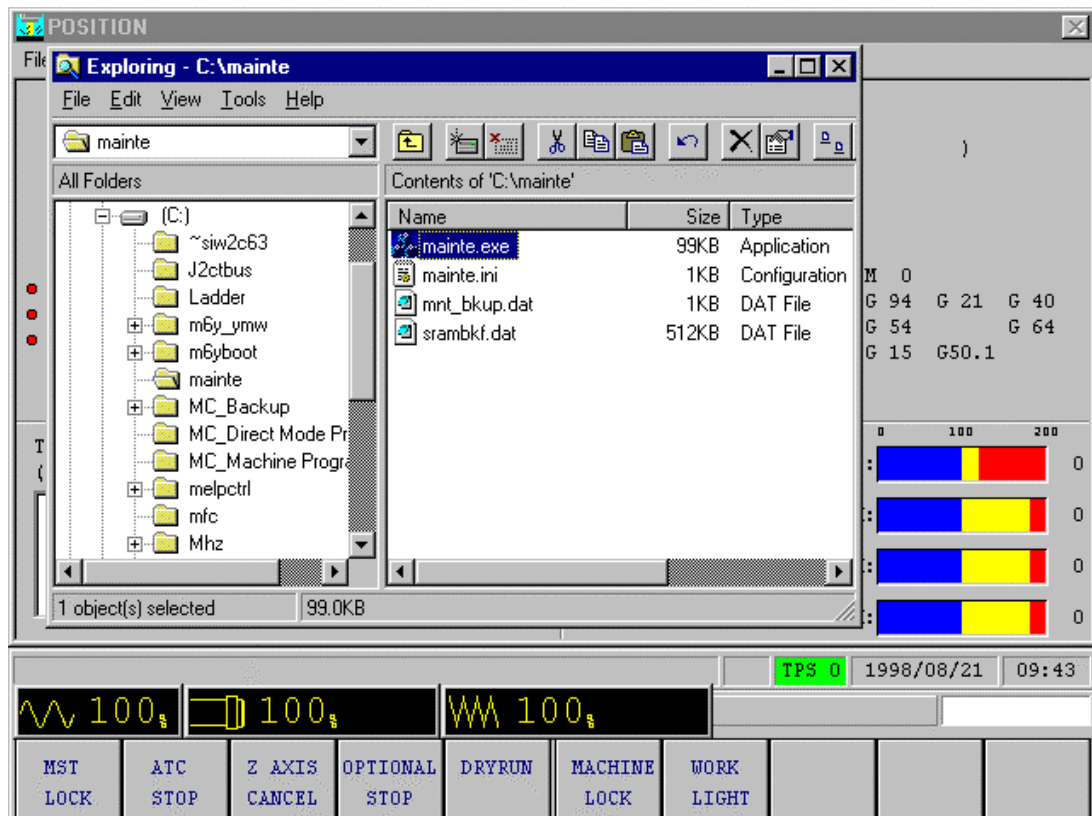 POSITION
File
Exploring - C:\mainte
File Edit View Tools Help
mainte
All Folders
Contents of 'C:\mainte'
(C:)
~siw2c63
J2ctbus
Ladder
m6y_ymw
m6yboot
mainte
MC_Backup
MC_Direct Mode Pr
MC_Machine Progra
melpctrl
mfc
Mhz
Name Size Type
mainte.exe 99KB Application
mainte.ini 1KB Configuration
mnt_bkup.dat 1KB DAT File
srambkf.dat 512KB DAT File
1 object(s) selected 99.0KB
)
M 0
G 94 G 21 G 40
G 54 G 64
G 15 G50.1
T
(
0 100 200
: 0
: 0
: 0
: 0
TPS 0 1998/08/21 09:43
100%
100%
100%
MST LOCK
ATC STOP
Z AXIS CANCEL
OPTIONAL STOP
DRYRUN
MACHINE LOCK
WORK LIGHT